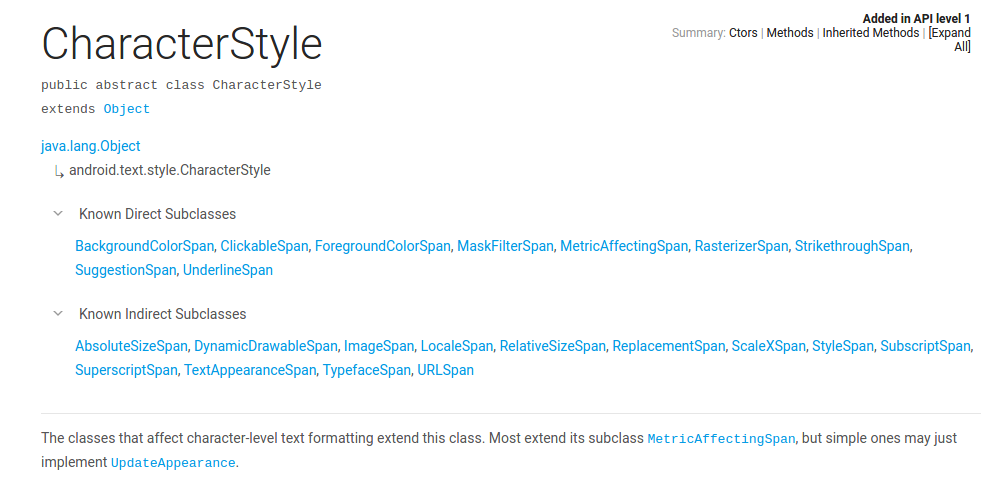 CharacterStyle
Added in API level 1
Summary: Ctors | Methods | Inherited Methods | [Expand
All]
public abstract class CharacterStyle
extends Object
java.lang.Object
↳ android.text.style.CharacterStyle
Known Direct Subclasses
BackgroundColorSpan, ClickableSpan, ForegroundColorSpan, MaskFilterSpan, MetricAffectingSpan, RasterizerSpan, StrikethroughSpan,
SuggestionSpan, UnderlineSpan
Known Indirect Subclasses
AbsoluteSizeSpan, DynamicDrawableSpan, ImageSpan, LocaleSpan, RelativeSizeSpan, ReplacementSpan, ScaleXSpan, StyleSpan, SubscriptSpan,
SuperscriptSpan, TextAppearanceSpan, TypefaceSpan, URLSpan
The classes that affect character-level text formatting extend this class. Most extend its subclass MetricAffectingSpan, but simple ones may just
implement UpdateAppearance.